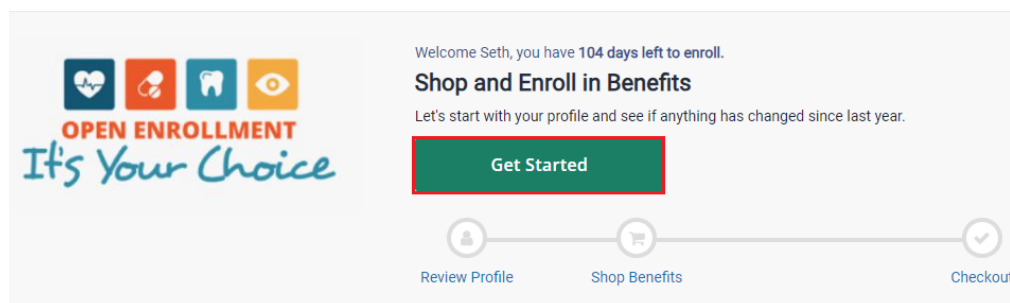 OPEN ENROLLMENT
It's Your Choice
Welcome Seth, you have 104 days left to enroll.
Shop and Enroll in Benefits
Let's start with your profile and see if anything has changed since last year.
Get Started
Review Profile
Shop Benefits
Checkout